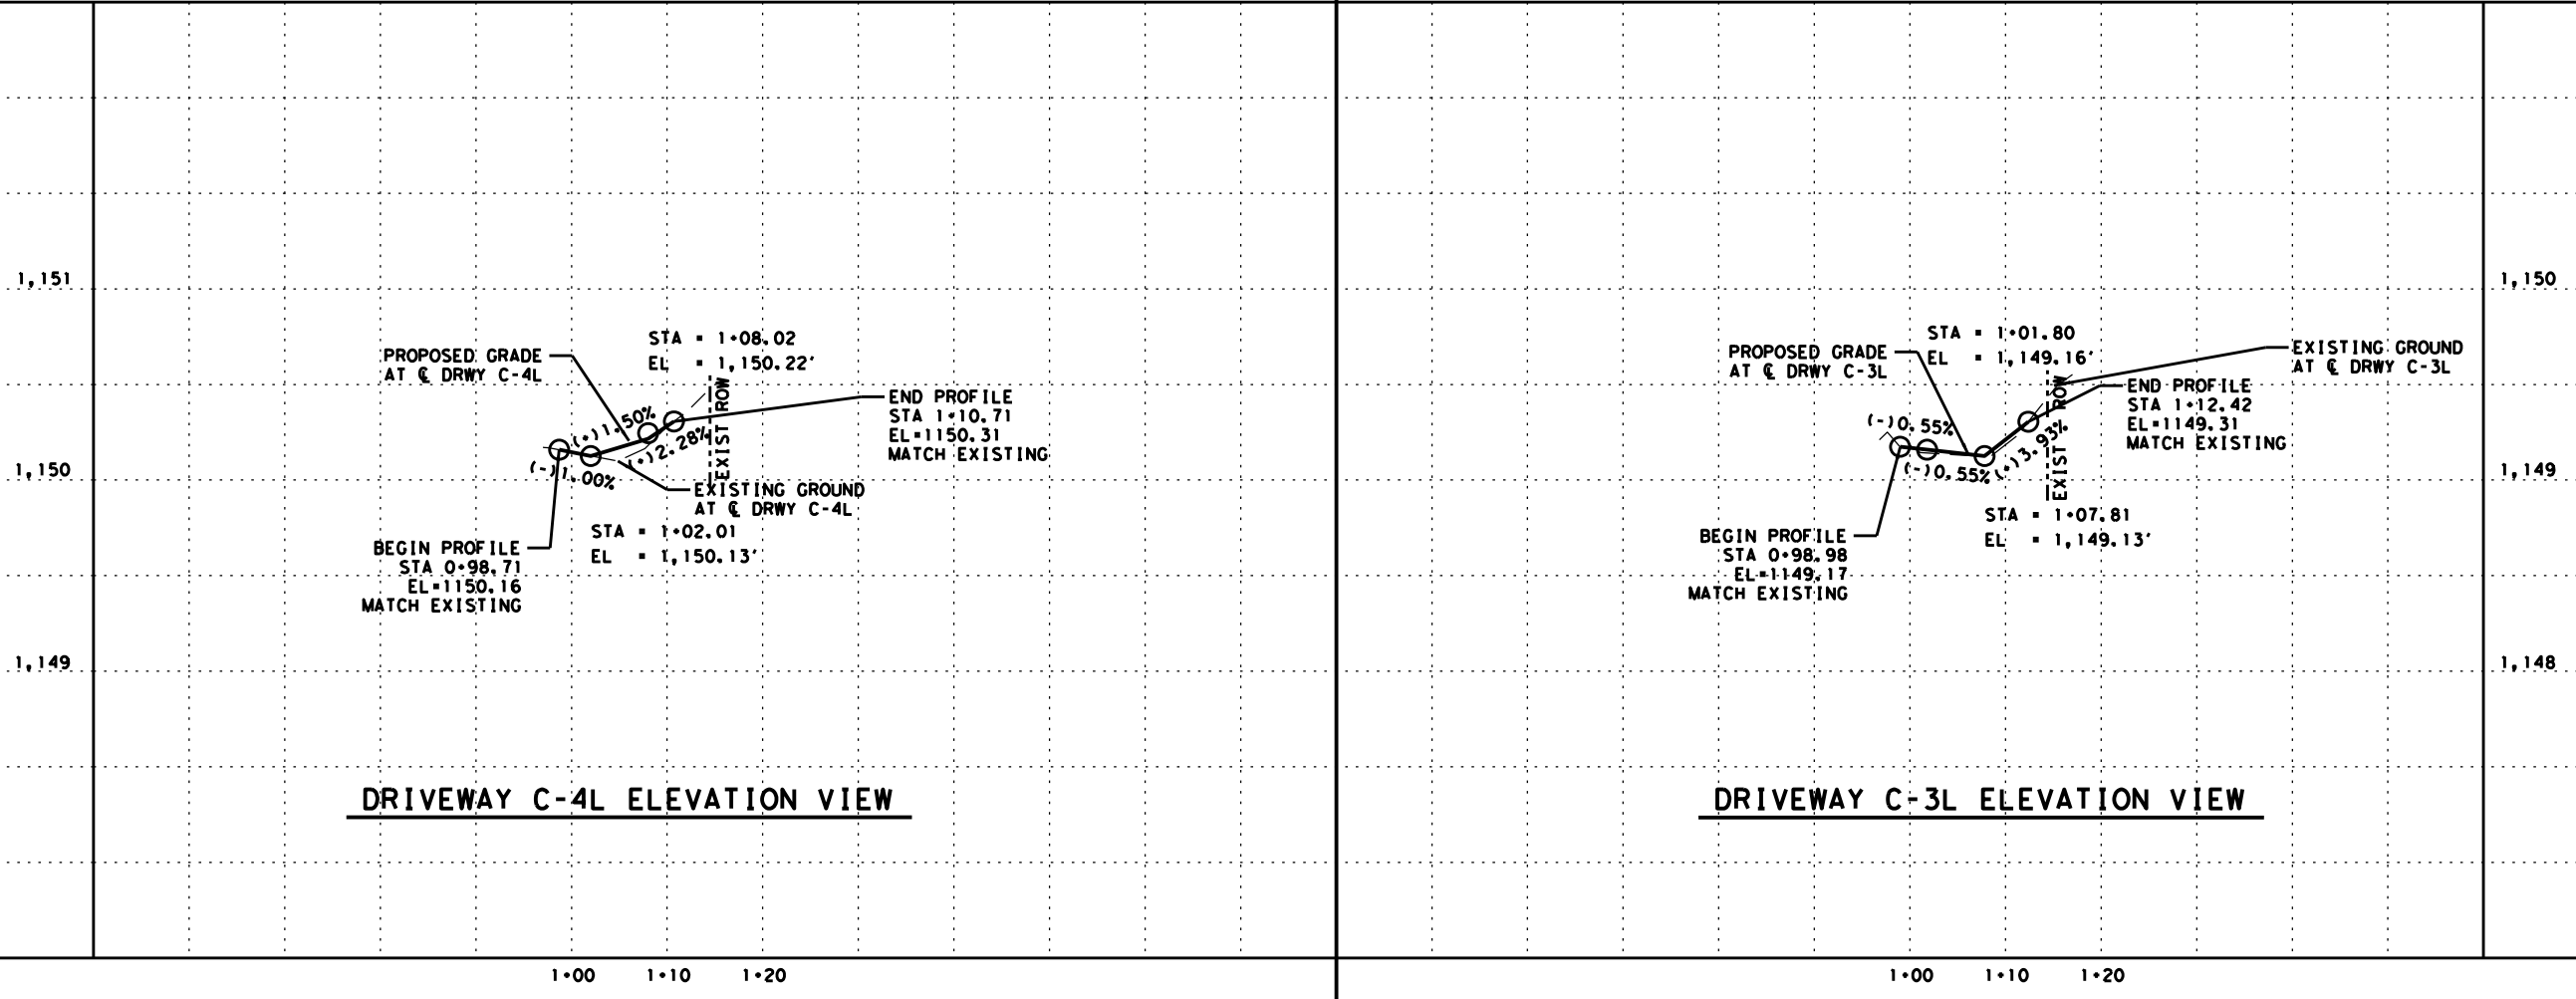 1,151
1,150
1,149
STA = 1+08.02
EL = 1,150.22'
PROPOSED GRADE
AT ℄ DRWY C-4L
(+)1.50%
(+)2.28%
(-)1.00%
EXIST ROW
END PROFILE
STA 1+10.71
EL=1150.31
MATCH EXISTING
EXISTING GROUND
AT ℄ DRWY C-4L
STA = 1+02.01
EL = 1,150.13'
BEGIN PROFILE
STA 0+98.71
EL=1150.16
MATCH EXISTING
DRIVEWAY C-4L ELEVATION VIEW
1+00 1+10 1+20
STA = 1+01.80
EL = 1,149.16'
PROPOSED GRADE
AT ℄ DRWY C-3L
EXISTING GROUND
AT ℄ DRWY C-3L
END PROFILE
STA 1+12.42
EL=1149.31
MATCH EXISTING
(-)0.55%
(-)0.55%
(+)3.93%
EXIST ROW
STA = 1+07.81
EL = 1,149.13'
BEGIN PROFILE
STA 0+98.98
EL=1149.17
MATCH EXISTING
DRIVEWAY C-3L ELEVATION VIEW
1+00 1+10 1+20
1,150
1,149
1,148